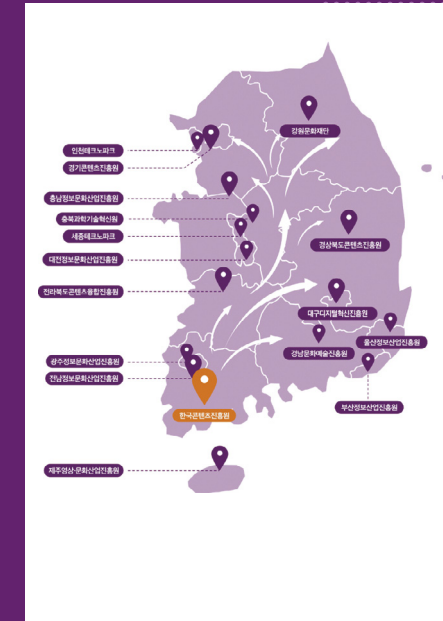 강원문화재단
인천테크노파크
경기콘텐츠진흥원
충남정보문화산업진흥원
충북과학기술혁신원
세종테크노파크
경상북도콘텐츠진흥원
대전정보문화산업진흥원
전라북도콘텐츠융합진흥원
대구디지털혁신진흥원
울산정보산업진흥원
경남문화예술진흥원
광주정보문화산업진흥원
전남정보문화산업진흥원
부산정보산업진흥원
한국콘텐츠진흥원
제주영상·문화산업진흥원